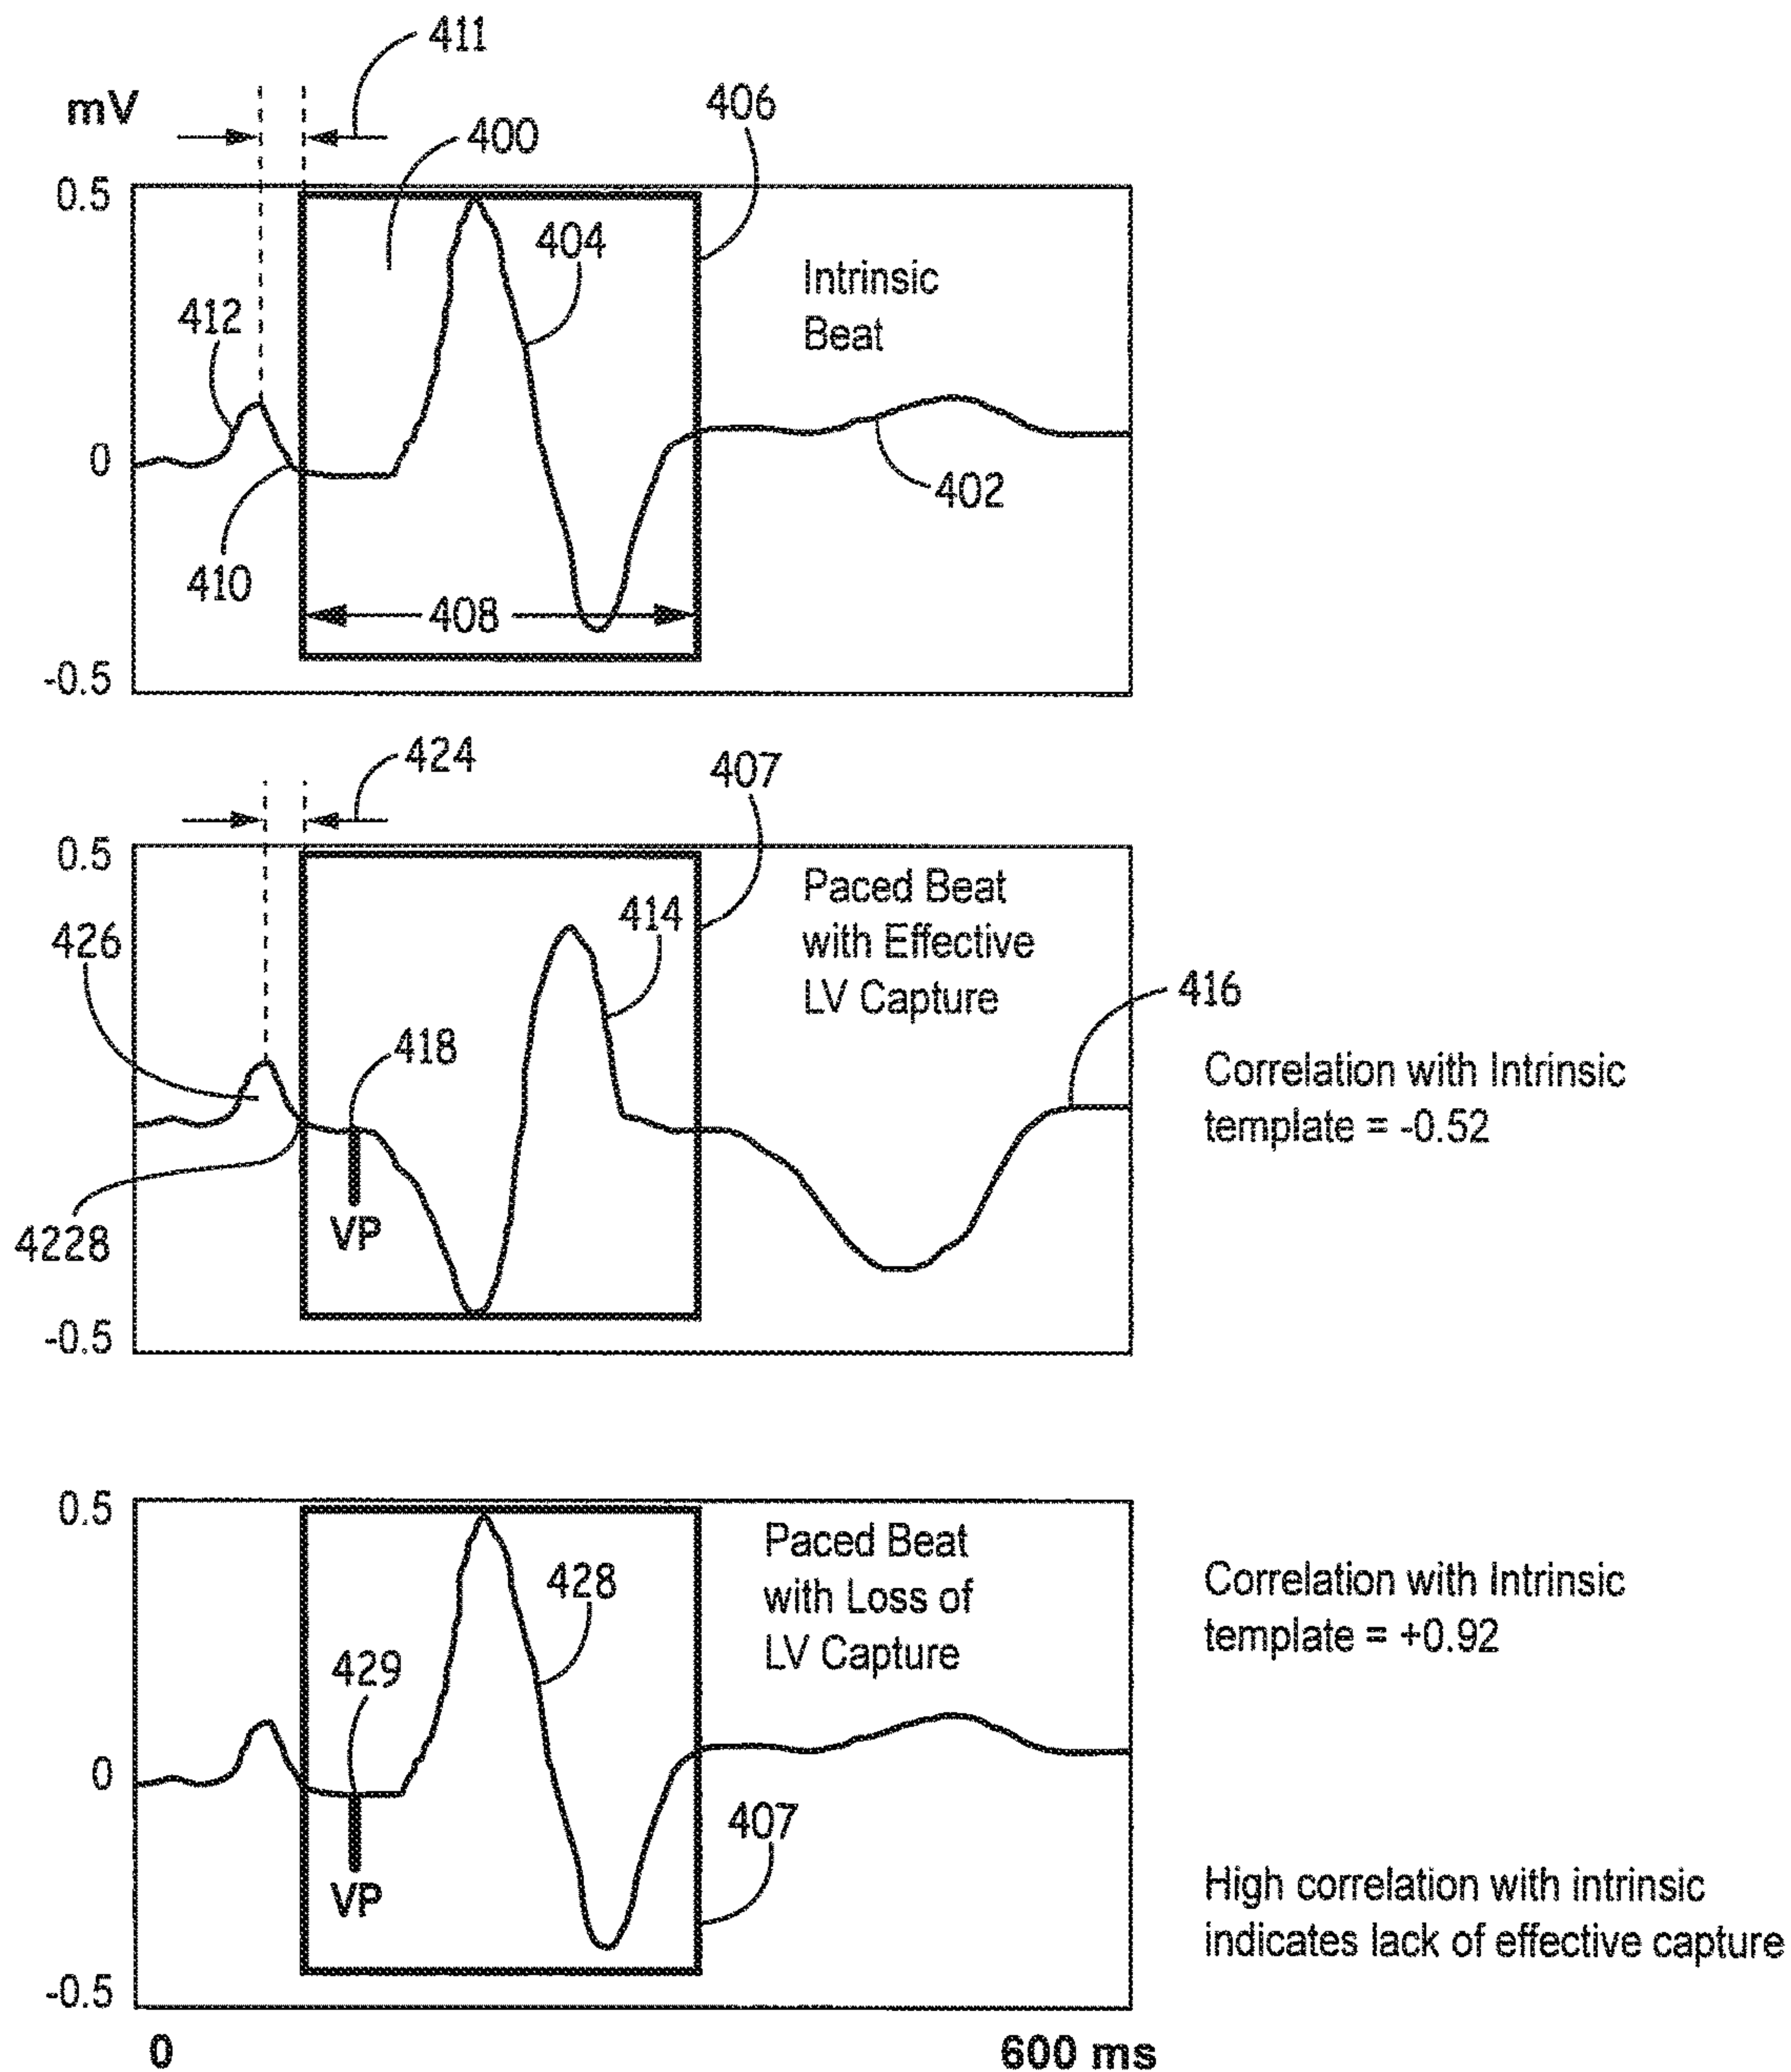 411
mV
406
400
0.5
404
Intrinsic
Beat
412
0
402
410
408
-0.5
424
407
0.5
Paced Beat
with Effective
LV Capture
414
426
416
418
Correlation with Intrinsic
template = -0.52
VP
4228
-0.5
0.5
Paced Beat
with Loss of
LV Capture
Correlation with Intrinsic
template = +0.92
428
429
0
407
VP
High correlation with intrinsic
indicates lack of effective capture
-0.5
0
600 ms